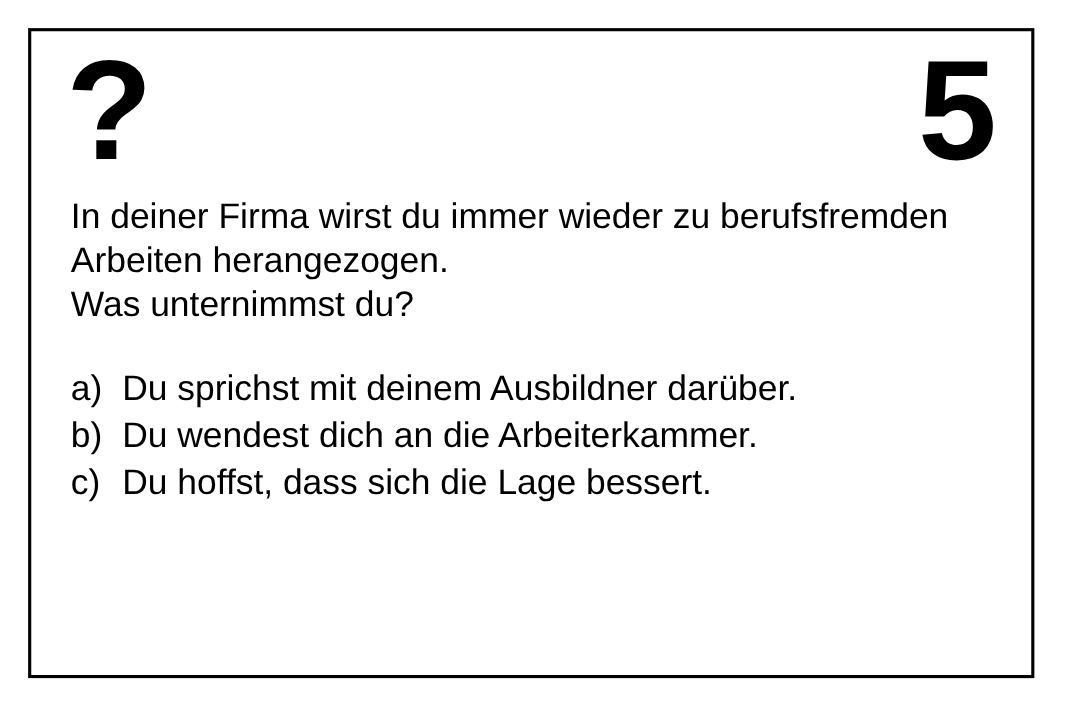 ? 5
In deiner Firma wirst du immer wieder zu berufsfremden
Arbeiten herangezogen.
Was unternimmst du?
a) Du sprichst mit deinem Ausbildner darüber.
b) Du wendest dich an die Arbeiterkammer.
c) Du hoffst, dass sich die Lage bessert.